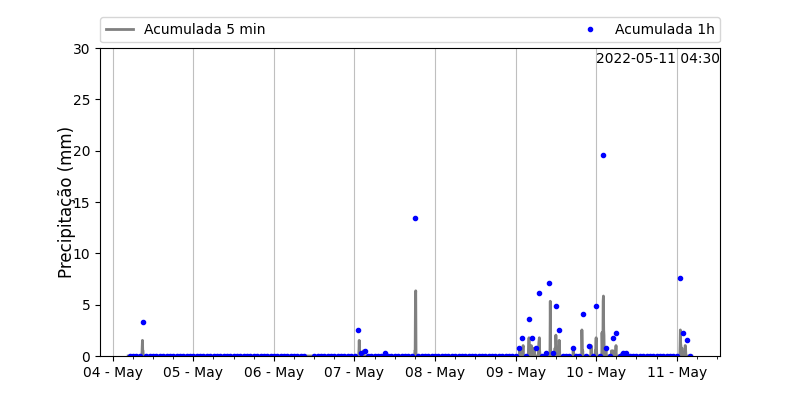 Acumulada 5 min
Acumulada 1h
2022-05-11 04:30
Precipitação (mm)
30
25
20
15
10
5
0
04 - May
05 - May
06 - May
07 - May
08 - May
09 - May
10 - May
11 - May